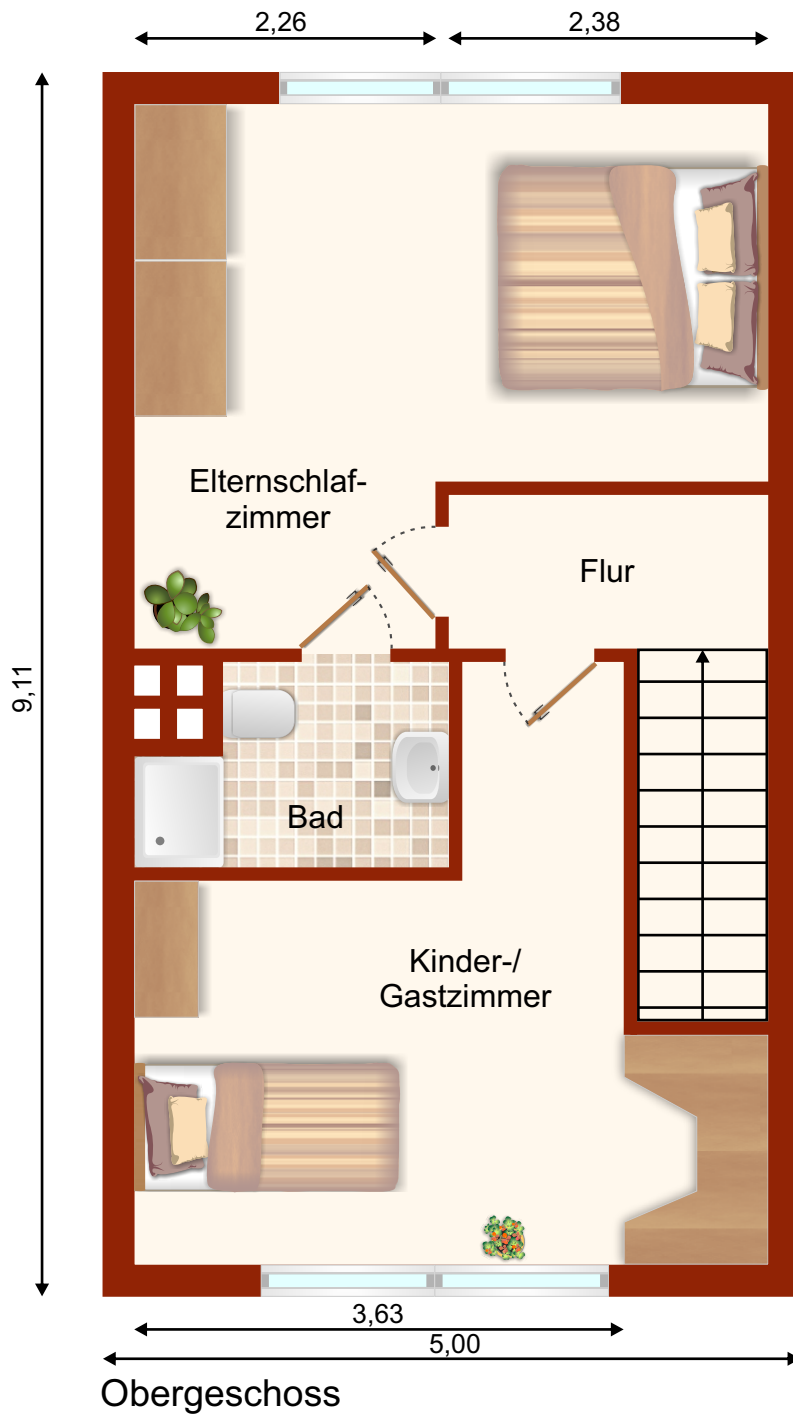 2,26
2,38
Elternschlaf-
zimmer
Flur
9,11
Bad
Kinder-/
Gastzimmer
3,63
5,00
Obergeschoss